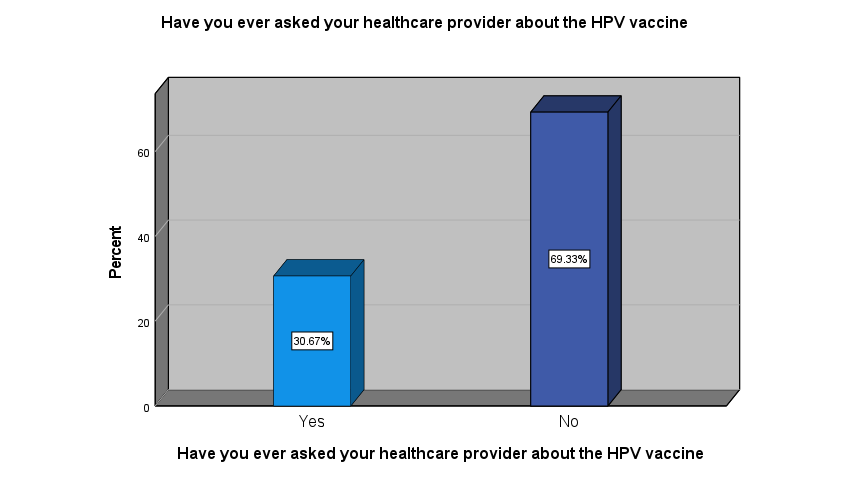 Have you ever asked your healthcare provider about the HPV vaccine
Percent
60
40
20
0
30.67%
69.33%
Yes
No
Have you ever asked your healthcare provider about the HPV vaccine